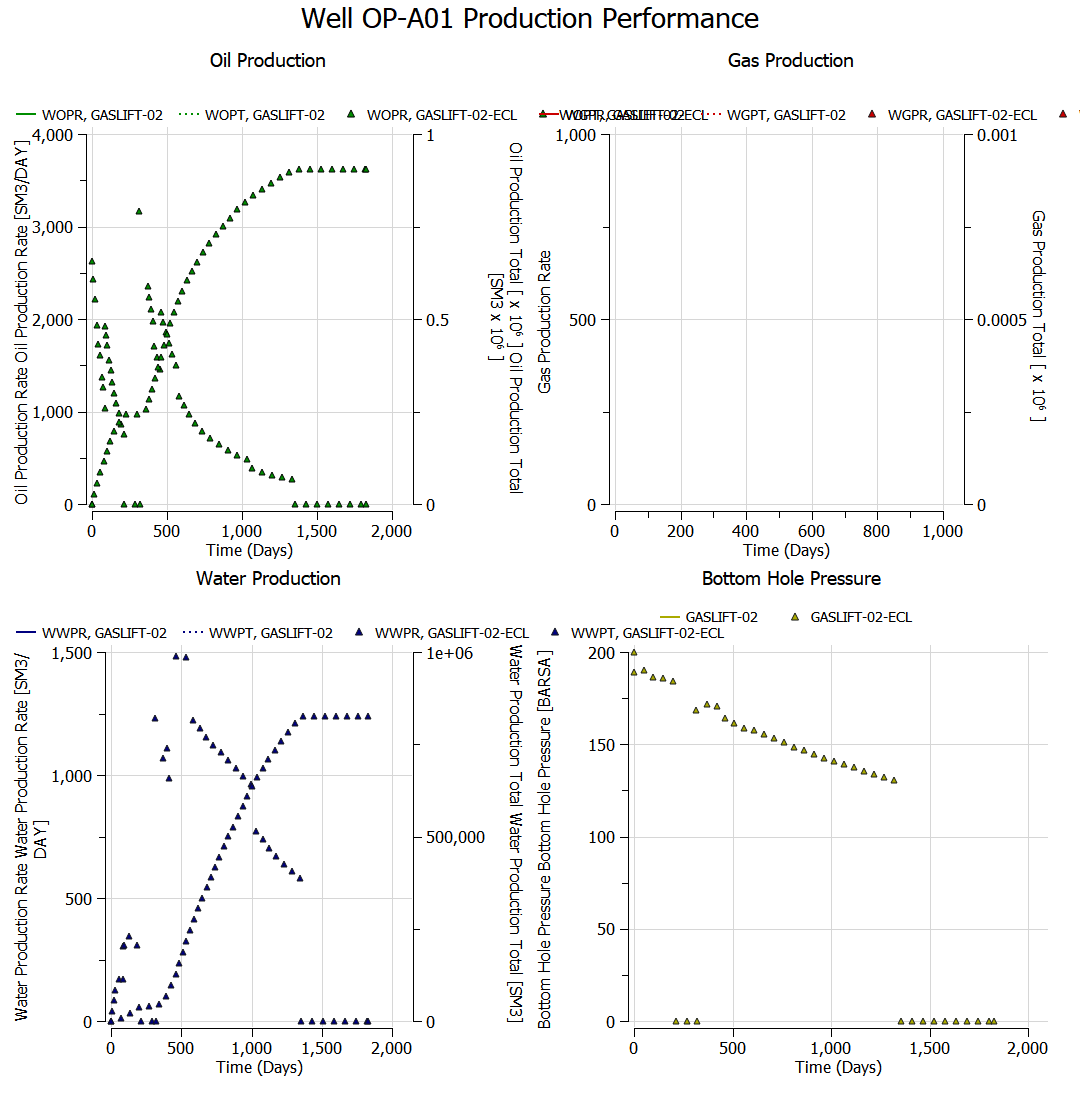 Well OP-A01 Production Performance
Oil Production
WOPR, GASLIFT-02 WOPT, GASLIFT-02 WOPR, GASLIFT-02-ECL WOPT, GASLIFT-02-ECL
4,000
3,000
2,000
1,000
0
Oil Production Rate Oil Production Rate [SM3/DAY]
1
0.5
0
Oil Production Total [ x 10⁶ ] Oil Production Total
[SM3 x 10⁶ ]
0 500 1,000 1,500 2,000
Time (Days)
Gas Production
WGPR, GASLIFT-02 WGPT, GASLIFT-02 WGPR, GASLIFT-02-ECL
1,000
500
0
Gas Production Rate
0.001
0.0005
0
Gas Production Total [ x 10⁶ ]
0 200 400 600 800 1,000
Time (Days)
Water Production
WWPR, GASLIFT-02 WWPT, GASLIFT-02 WWPR, GASLIFT-02-ECL WWPT, GASLIFT-02-ECL
1,500
1,000
500
0
Water Production Rate Water Production Rate [SM3/
DAY]
1e+06
500,000
0
Water Production Total Water Production Total [SM3]
0 500 1,000 1,500 2,000
Time (Days)
Bottom Hole Pressure
GASLIFT-02 GASLIFT-02-ECL
200
150
100
50
0
Bottom Hole Pressure Bottom Hole Pressure [BARSA]
0 500 1,000 1,500 2,000
Time (Days)